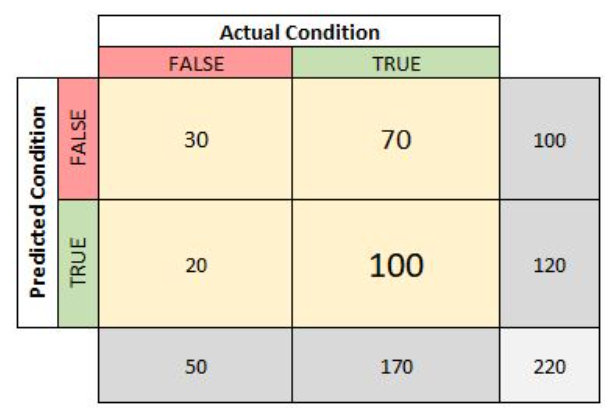 Actual Condition
FALSE TRUE
Predicted Condition
FALSE 30 70 100
TRUE 20 100 120
50 170 220